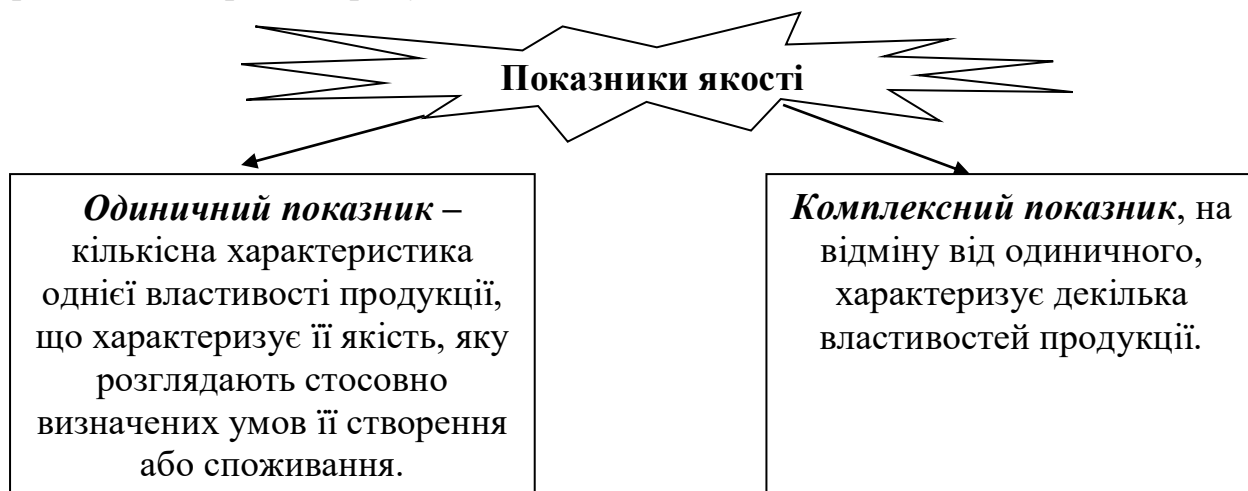 Показники якості
Одиничний показник –
кількісна характеристика
однієї властивості продукції,
що характеризує її якість, яку
розглядають стосовно
визначених умов її створення
або споживання.
Комплексний показник, на
відміну від одиничного,
характеризує декілька
властивостей продукції.